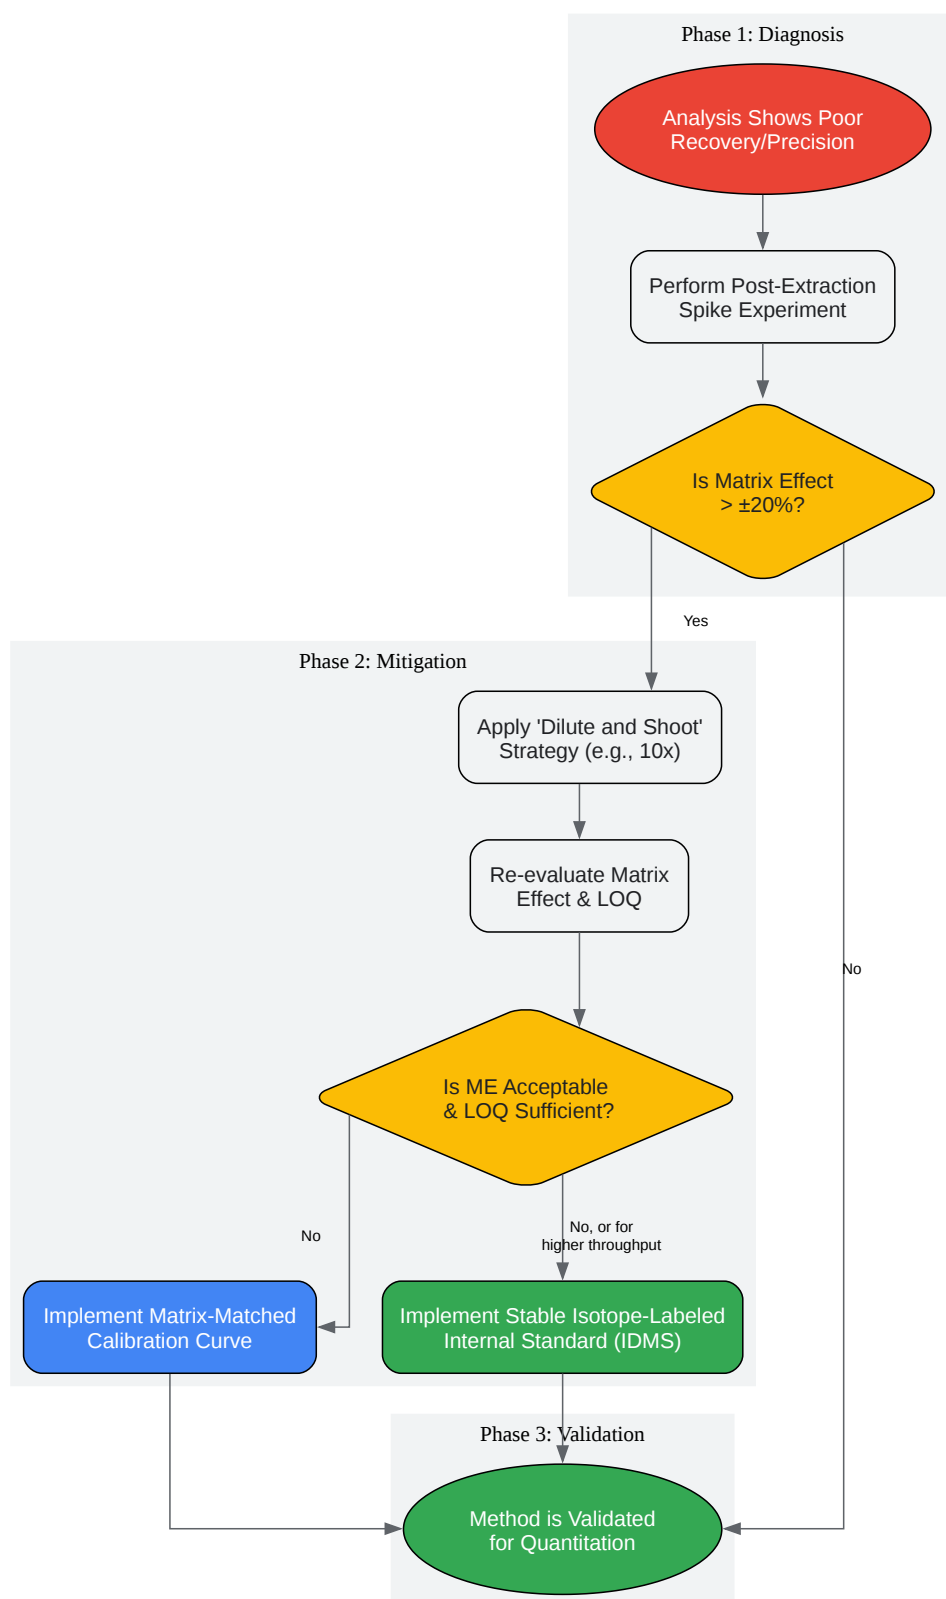 Phase 1: Diagnosis
Analysis Shows Poor
Recovery/Precision
Perform Post-Extraction
Spike Experiment
Is Matrix Effect
> ±20%?
Yes
Phase 2: Mitigation
Apply 'Dilute and Shoot'
Strategy (e.g., 10x)
Re-evaluate Matrix
Effect & LOQ
No
Is ME Acceptable
& LOQ Sufficient?
No
No, or for
higher throughput
Implement Matrix-Matched
Calibration Curve
Implement Stable Isotope-Labeled
Internal Standard (IDMS)
Phase 3: Validation
Method is Validated
for Quantitation